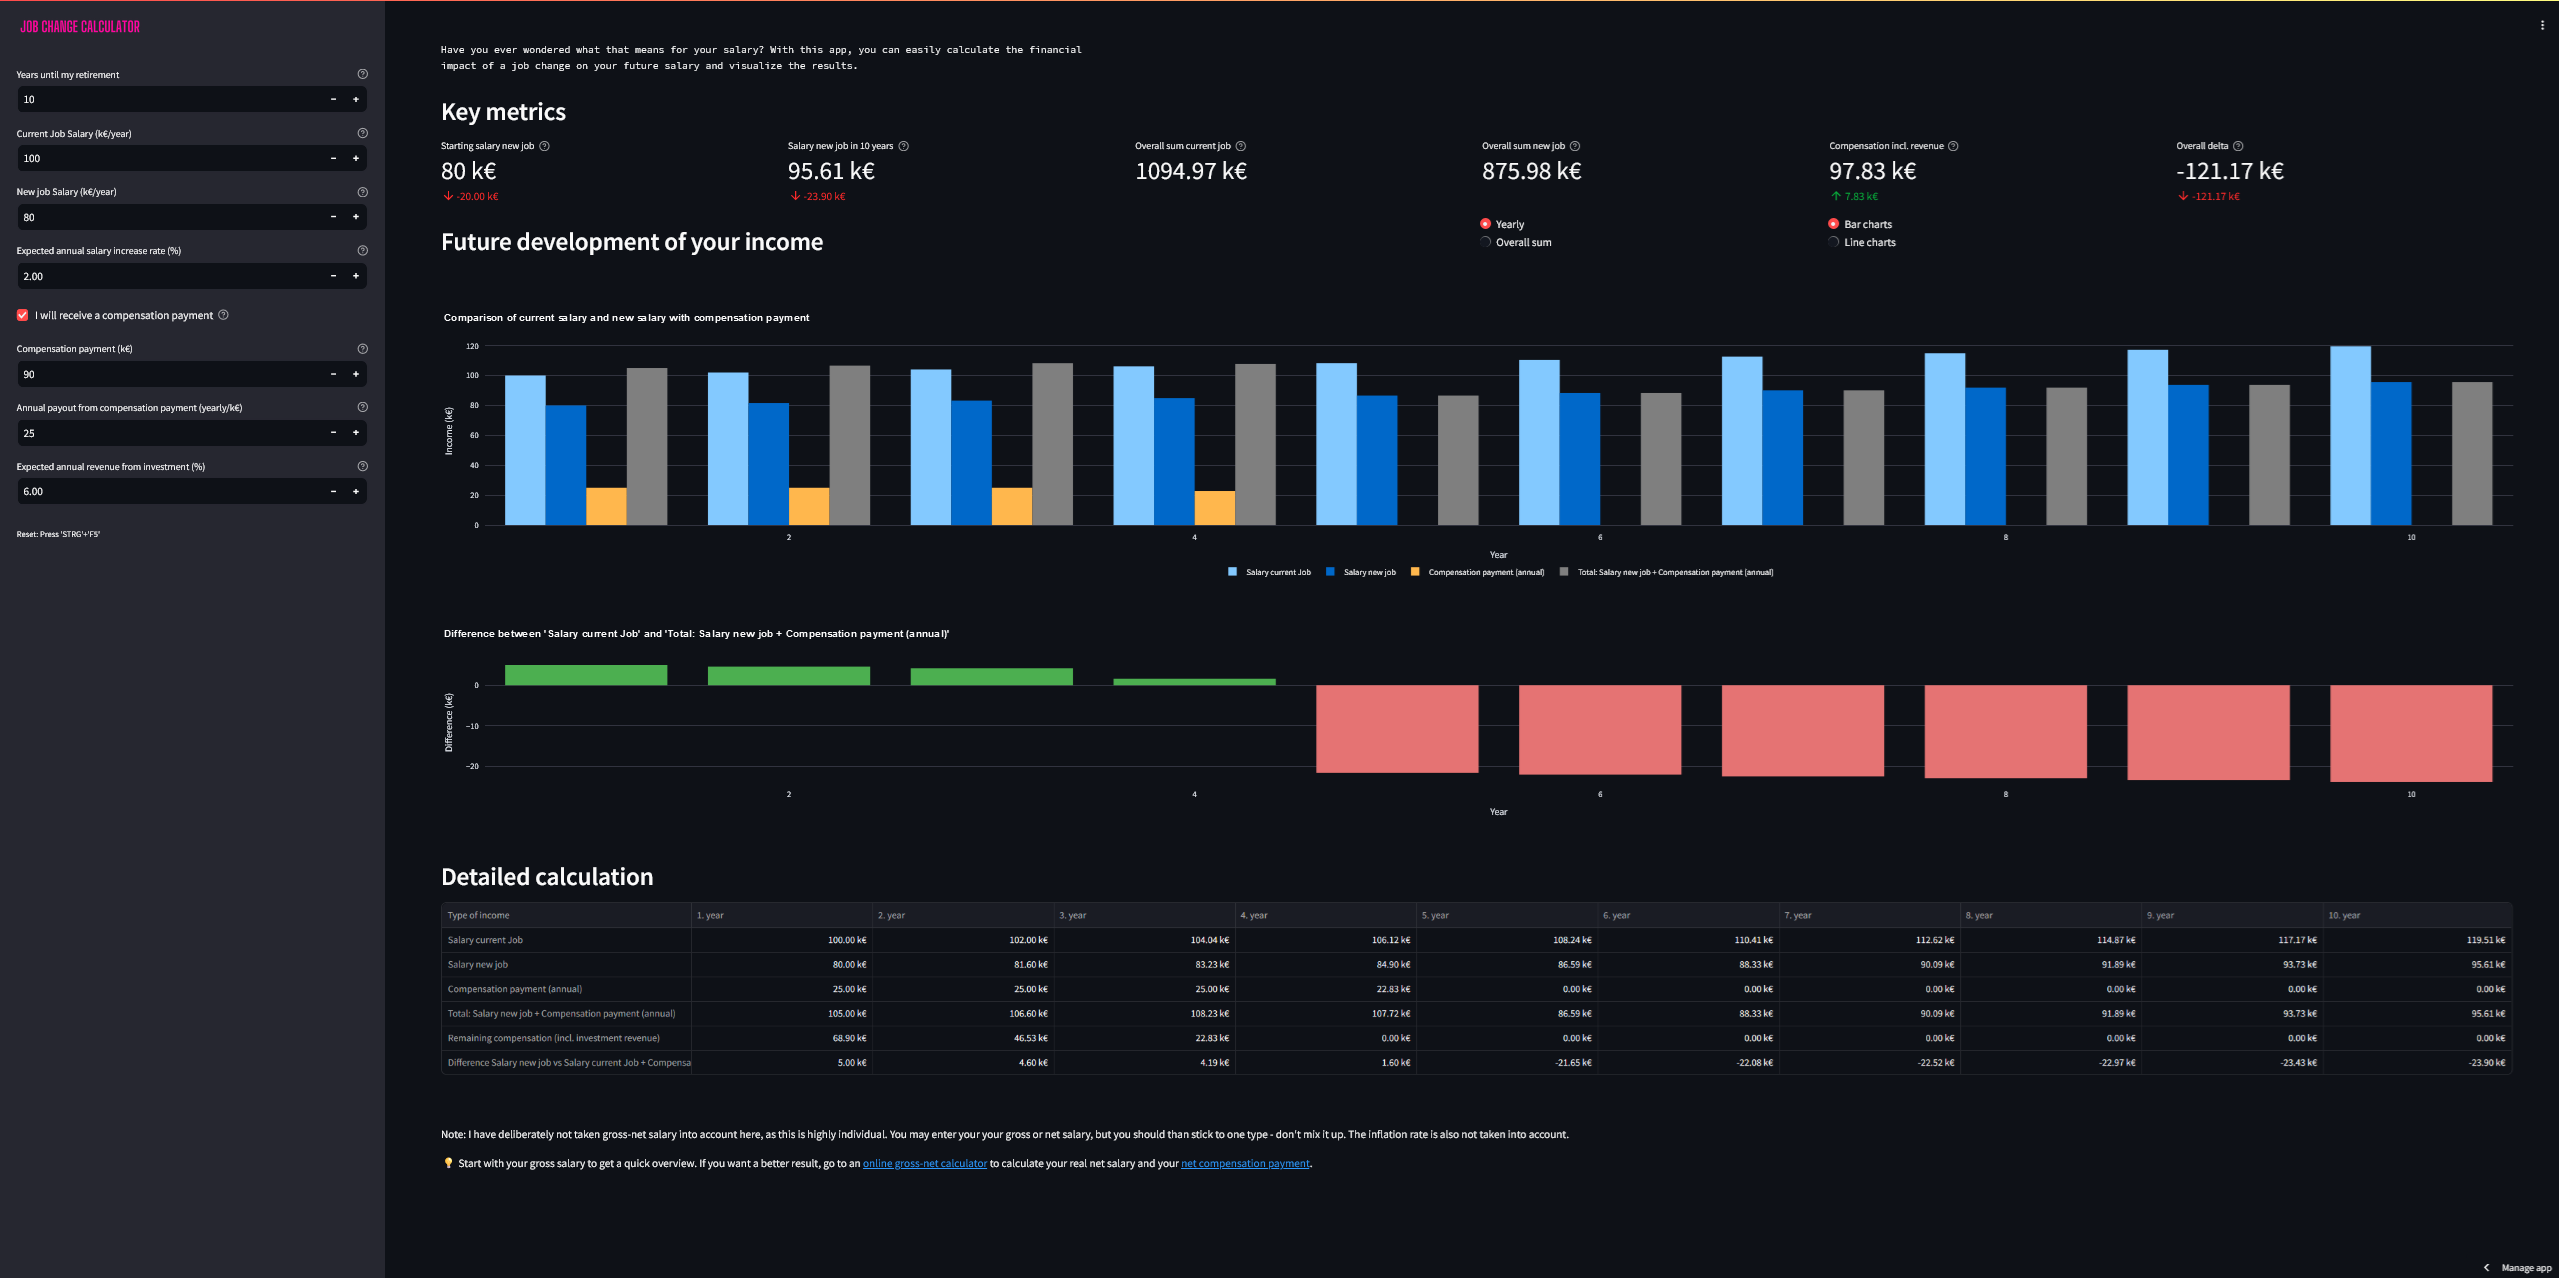 JOB CHANGE CALCULATOR
Years until my retirement
10
Current Job Salary (k€/year)
100
New job Salary (k€/year)
80
Expected annual salary increase rate (%)
2.00
I will receive a compensation payment
Compensation payment (k€)
90
Annual payout from compensation payment (yearly/k€)
25
Expected annual revenue from investment (%)
6.00
Reset: Press 'STRG'+'F5'
Have you ever wondered what that means for your salary? With this app, you can easily calculate the financial
impact of a job change on your future salary and visualize the results.
Key metrics
Starting salary new job
80 k€
-20.00 k€
Salary new job in 10 years
95.61 k€
-23.90 k€
Overall sum current job
1094.97 k€
Overall sum new job
875.98 k€
Compensation incl. revenue
97.83 k€
7.83 k€
Overall delta
-121.17 k€
-121.17 k€
Future development of your income
Yearly
Overall sum
Bar charts
Line charts
Comparison of current salary and new salary with compensation payment
Income (k€)
120
100
80
60
40
20
0
2 4 6 8 10
Year
Salary current Job Salary new job Compensation payment (annual) Total: Salary new job + Compensation payment (annual)
Difference between 'Salary current Job' and 'Total: Salary new job + Compensation payment (annual)'
Difference (k€)
0
−10
−20
2 4 6 8 10
Year
Detailed calculation
Type of income 1. year 2. year 3. year 4. year 5. year 6. year 7. year 8. year 9. year 10. year
Salary current Job 100.00 k€ 102.00 k€ 104.04 k€ 106.12 k€ 108.24 k€ 110.41 k€ 112.62 k€ 114.87 k€ 117.17 k€ 119.51 k€
Salary new job 80.00 k€ 81.60 k€ 83.23 k€ 84.90 k€ 86.59 k€ 88.33 k€ 90.09 k€ 91.89 k€ 93.73 k€ 95.61 k€
Compensation payment (annual) 25.00 k€ 25.00 k€ 25.00 k€ 22.83 k€ 0.00 k€ 0.00 k€ 0.00 k€ 0.00 k€ 0.00 k€ 0.00 k€
Total: Salary new job + Compensation payment (annual) 105.00 k€ 106.60 k€ 108.23 k€ 107.72 k€ 86.59 k€ 88.33 k€ 90.09 k€ 91.89 k€ 93.73 k€ 95.61 k€
Remaining compensation (incl. investment revenue) 68.90 k€ 46.53 k€ 22.83 k€ 0.00 k€ 0.00 k€ 0.00 k€ 0.00 k€ 0.00 k€ 0.00 k€ 0.00 k€
Difference Salary new job vs Salary current Job + Compensa 5.00 k€ 4.60 k€ 4.19 k€ 1.60 k€ -21.65 k€ -22.08 k€ -22.52 k€ -22.97 k€ -23.43 k€ -23.90 k€
Note: I have deliberately not taken gross-net salary into account here, as this is highly individual. You may enter your your gross or net salary, but you should than stick to one type - don't mix it up. The inflation rate is also not taken into account.
Start with your gross salary to get a quick overview. If you want a better result, go to an online gross-net calculator to calculate your real net salary and your net compensation payment.
Manage app